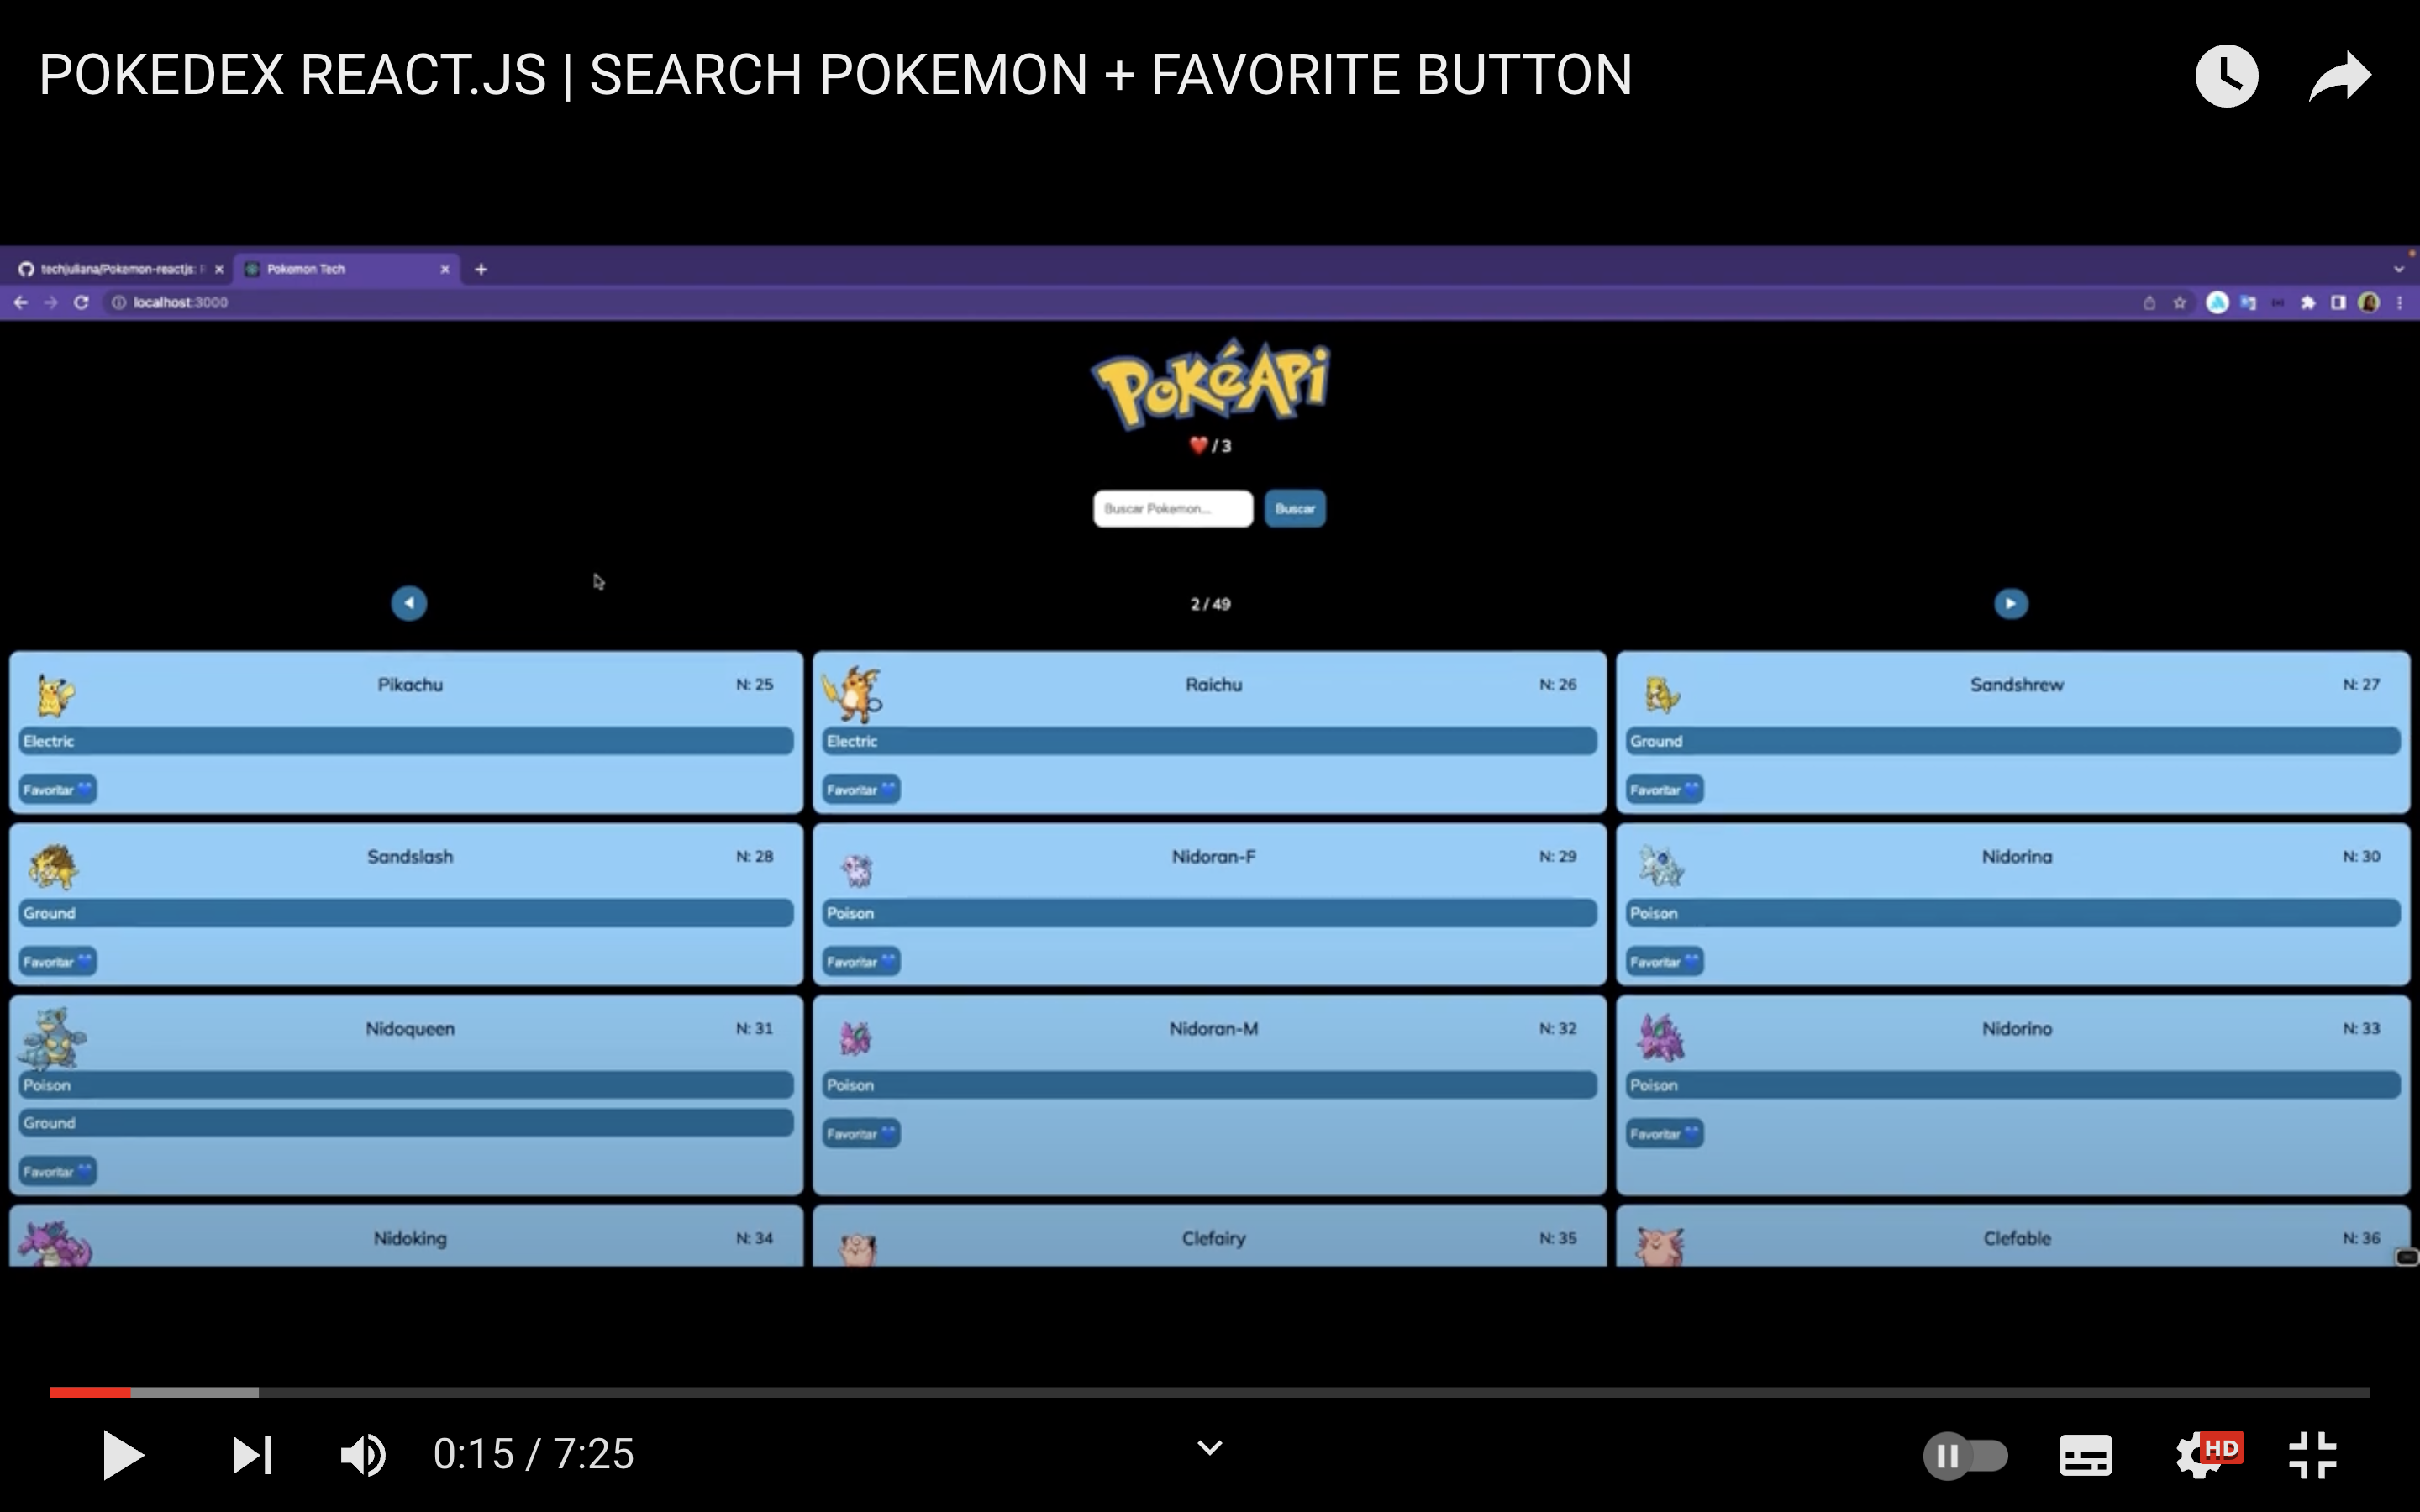 POKEDEX REACT.JS | SEARCH POKEMON + FAVORITE BUTTON
techjuliana/Pokemon-reactjs:
Pokemon Tech
localhost:3000
PokéApi
❤️ / 3
Buscar Pokemon...
Buscar
2 / 49
Pikachu N: 25
Electric
Favoritar 💙
Raichu N: 26
Electric
Favoritar 💙
Sandshrew N: 27
Ground
Favoritar 💙
Sandslash N: 28
Ground
Favoritar 💙
Nidoran-F N: 29
Poison
Favoritar 💙
Nidorina N: 30
Poison
Favoritar 💙
Nidoqueen N: 31
Poison
Ground
Favoritar 💙
Nidoran-M N: 32
Poison
Favoritar 💙
Nidorino N: 33
Poison
Favoritar 💙
Nidoking N: 34
Clefairy N: 35
Clefable N: 36
0:15 / 7:25
HD